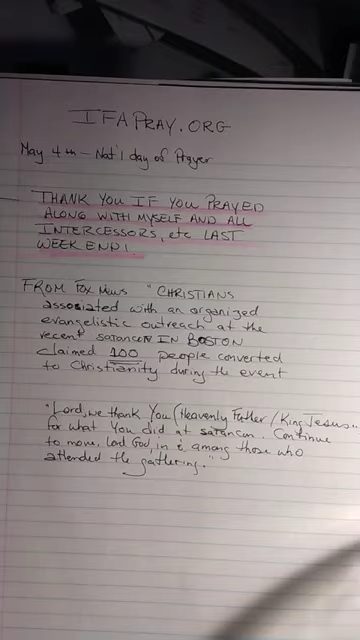 IFAPRAY.ORG
May 4th - Nat'l day of Prayer
THANK YOU IF YOU PRAYED
ALONG WITH MYSELF AND ALL
INTERCESSORS, etc LAST
WEEK END!
FROM Fox News "CHRISTIANS
associated with an organized
evangelistic outreach at the
recent satancon IN BOSTON
claimed 100 people converted
to Christianity during the event
"Lord, we thank You (Heavenly Father / King Jesus..
for what You did at satancon. Continue
to move, Lord God, in & among those who
attended the gathering."